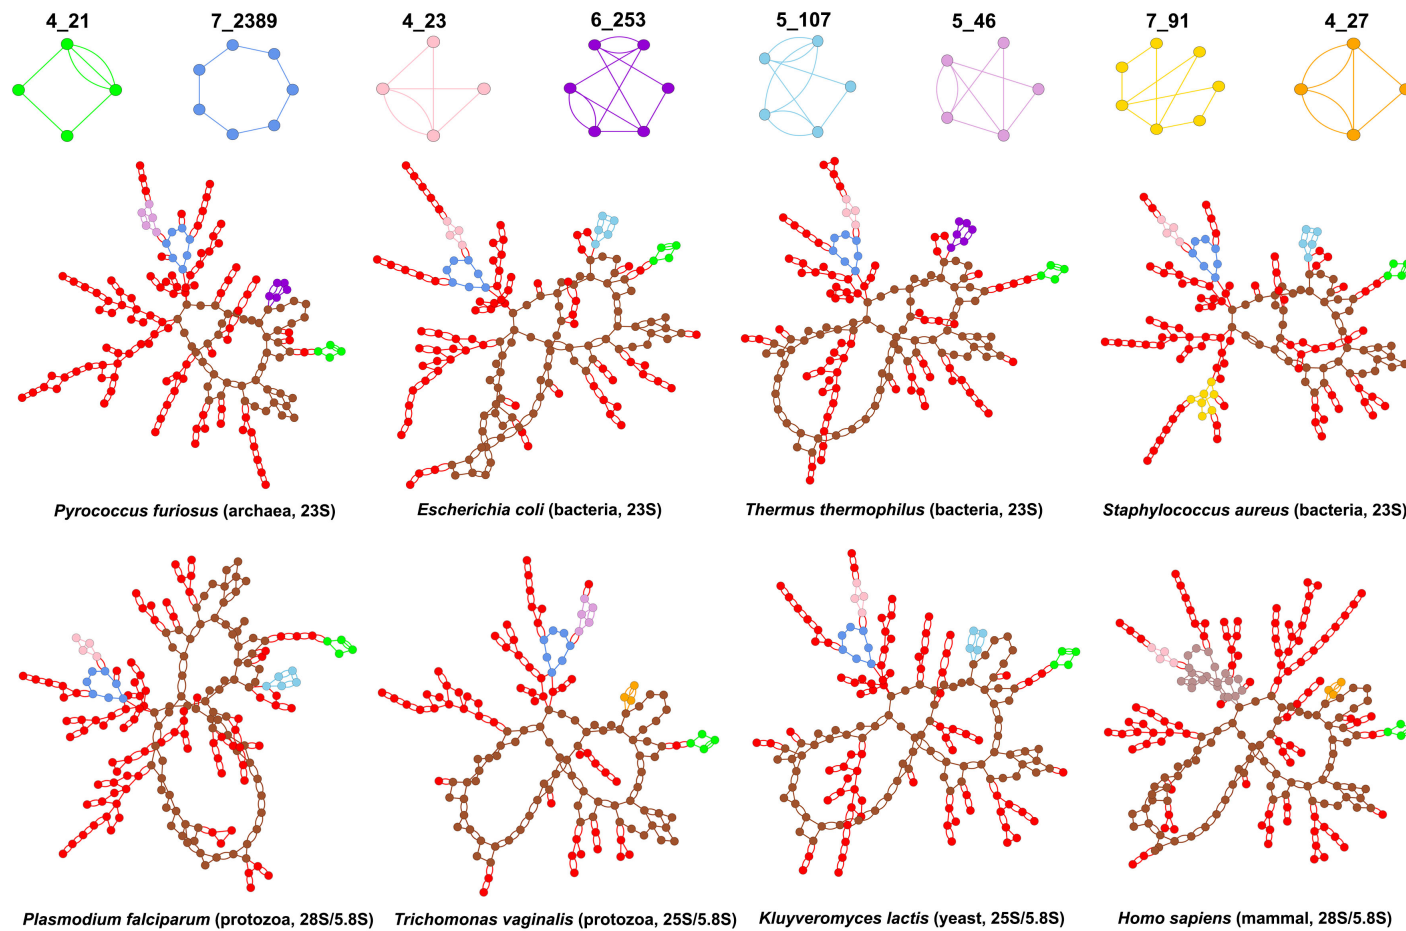 4_21 7_2389 4_23 6_253 5_107 5_46 7_91 4_27
Pyrococcus furiosus (archaea, 23S) Escherichia coli (bacteria, 23S) Thermus thermophilus (bacteria, 23S) Staphylococcus aureus (bacteria, 23S)
Plasmodium falciparum (protozoa, 28S/5.8S) Trichomonas vaginalis (protozoa, 25S/5.8S) Kluyveromyces lactis (yeast, 25S/5.8S) Homo sapiens (mammal, 28S/5.8S)